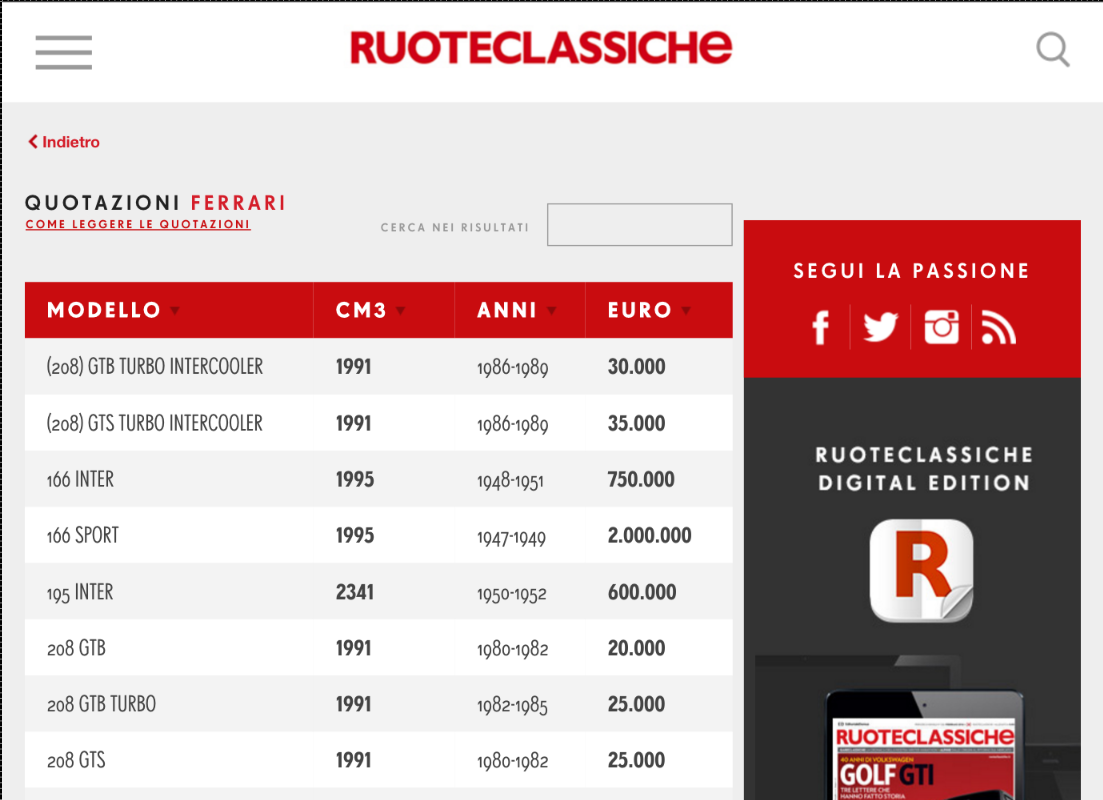 RUOTECLASSICHe
Indietro
QUOTAZIONI FERRARI
COME LEGGERE LE QUOTAZIONI
CERCA NEI RISULTATI
MODELLO CM3 ANNI EURO
(208) GTB TURBO INTERCOOLER 1991 1986-1989 30.000
(208) GTS TURBO INTERCOOLER 1991 1986-1989 35.000
166 INTER 1995 1948-1951 750.000
166 SPORT 1995 1947-1949 2.000.000
195 INTER 2341 1950-1952 600.000
208 GTB 1991 1980-1982 20.000
208 GTB TURBO 1991 1982-1985 25.000
208 GTS 1991 1980-1982 25.000
SEGUI LA PASSIONE
RUOTECLASSICHE
DIGITAL EDITION
R
RUOTECLASSICHe
40 ANNI DI VOLKSWAGEN
GOLF GTI
TRE LETTERE CHE
HANNO FATTO STORIA